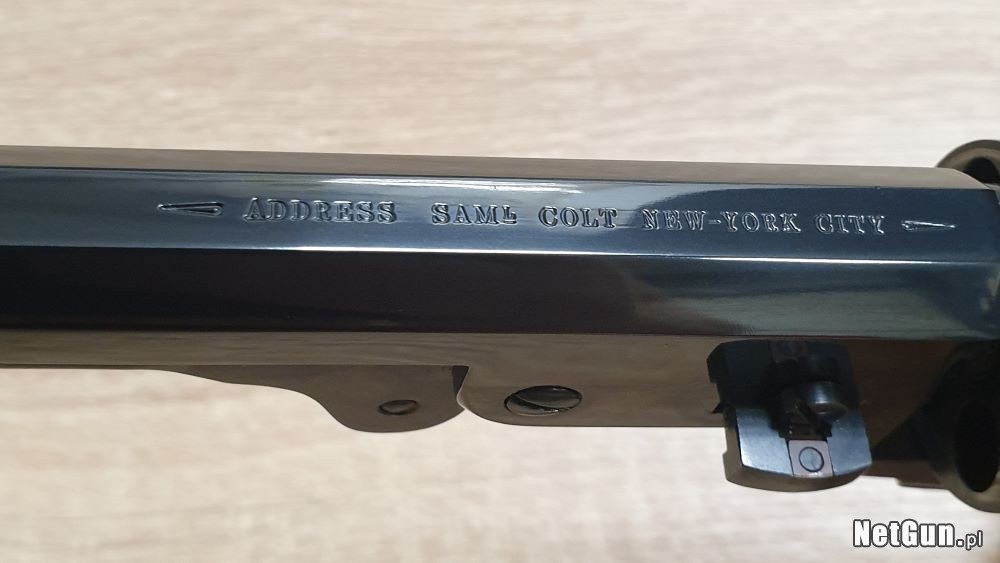 ADDRESS SAML COLT NEW-YORK CITY
NetGun.pl